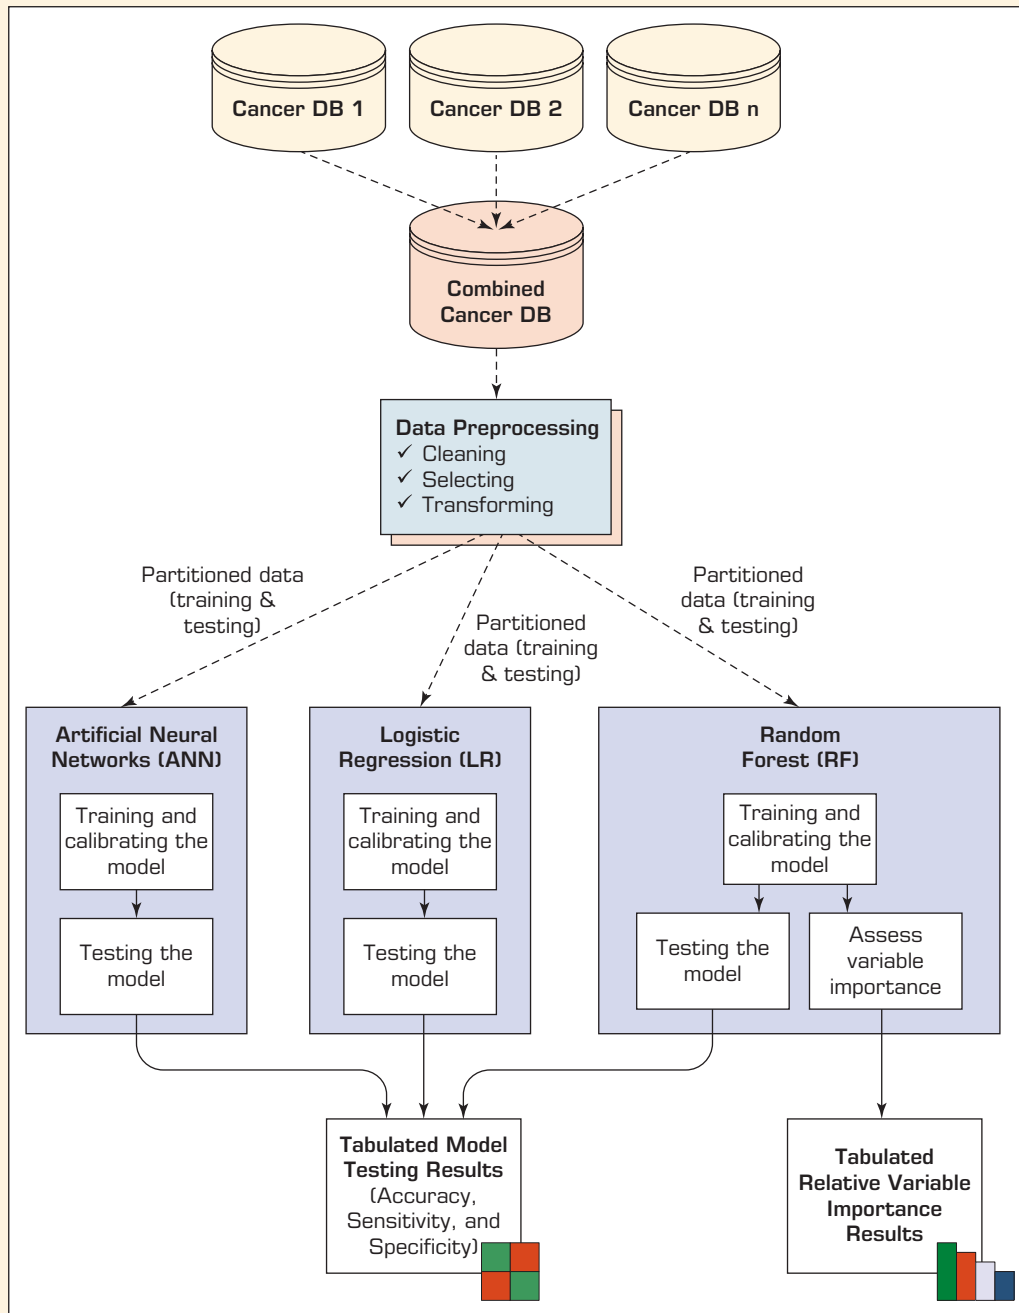 Cancer DB 1
Cancer DB 2
Cancer DB n
Combined
Cancer DB
Data Preprocessing
✓ Cleaning
✓ Selecting
✓ Transforming
Partitioned data
(training &
testing)
Partitioned
data (training
& testing)
Partitioned
data (training
& testing)
Artificial Neural
Networks (ANN)
Training and
calibrating the
model
Testing the
model
Logistic
Regression (LR)
Training and
calibrating the
model
Testing the
model
Random
Forest (RF)
Training and
calibrating the
model
Testing the
model
Assess
variable
importance
Tabulated Model
Testing Results
(Accuracy,
Sensitivity, and
Specificity)
Tabulated
Relative Variable
Importance
Results